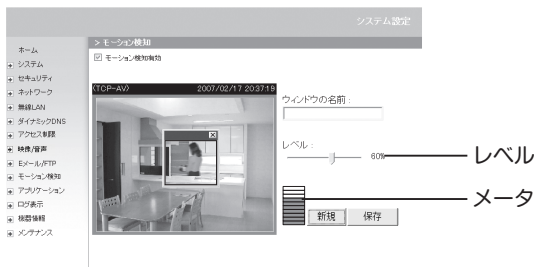 システム設定
ホーム
システム
セキュリティ
ネットワーク
無線LAN
ダイナミックDNS
アクセス制限
映像/音声
Eメール/FTP
モーション検知
アプリケーション
ログ表示
機器情報
メンテナンス
> モーション検知
モーション検知有効
(TCP-AV) 2007/02/17 20:37:19
ウィンドウの名前 :
レベル :
60%
レベル
メータ
新規
保存